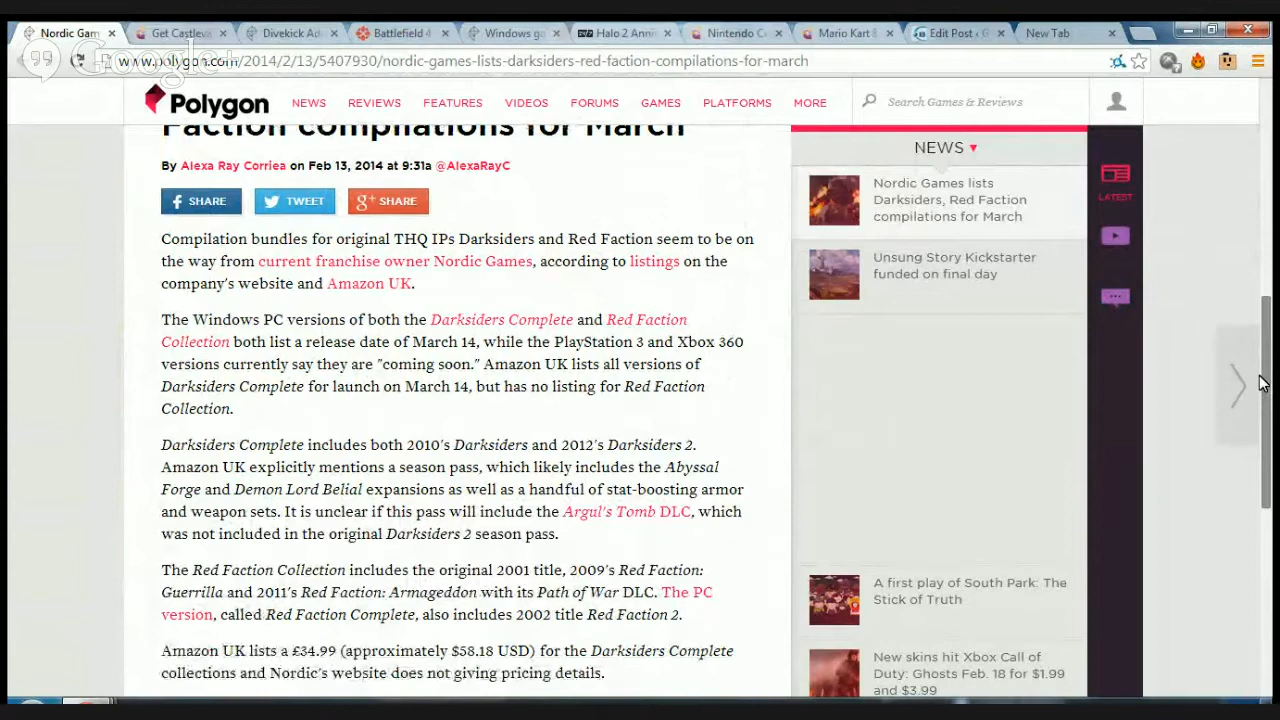 Nordic Gam
Get Castleva
Divekick Ad
Battlefield 4
Windows ga
Halo 2 Anni
Nintendo C
Mario Kart 8
Edit Post ‹
New Tab
Google+
www.polygon.com/2014/2/13/5407930/nordic-games-lists-darksiders-red-faction-compilations-for-march
Polygon
NEWS
REVIEWS
FEATURES
VIDEOS
FORUMS
GAMES
PLATFORMS
MORE
Search Games & Reviews
Faction compilations for March
By Alexa Ray Corriea on Feb 13, 2014 at 9:31a @AlexaRayC
SHARE
TWEET
SHARE
Compilation bundles for original THQ IPs Darksiders and Red Faction seem to be on
the way from current franchise owner Nordic Games, according to listings on the
company's website and Amazon UK.
The Windows PC versions of both the Darksiders Complete and Red Faction
Collection both list a release date of March 14, while the PlayStation 3 and Xbox 360
versions currently say they are "coming soon." Amazon UK lists all versions of
Darksiders Complete for launch on March 14, but has no listing for Red Faction
Collection.
Darksiders Complete includes both 2010's Darksiders and 2012's Darksiders 2.
Amazon UK explicitly mentions a season pass, which likely includes the Abyssal
Forge and Demon Lord Belial expansions as well as a handful of stat-boosting armor
and weapon sets. It is unclear if this pass will include the Argul's Tomb DLC, which
was not included in the original Darksiders 2 season pass.
The Red Faction Collection includes the original 2001 title, 2009's Red Faction:
Guerrilla and 2011's Red Faction: Armageddon with its Path of War DLC. The PC
version, called Red Faction Complete, also includes 2002 title Red Faction 2.
Amazon UK lists a £34.99 (approximately $58.18 USD) for the Darksiders Complete
collections and Nordic's website does not giving pricing details.
NEWS
Nordic Games lists
Darksiders, Red Faction
compilations for March
Unsung Story Kickstarter
funded on final day
A first play of South Park: The
Stick of Truth
New skins hit Xbox Call of
Duty: Ghosts Feb. 18 for $1.99
and $3.99
LATEST